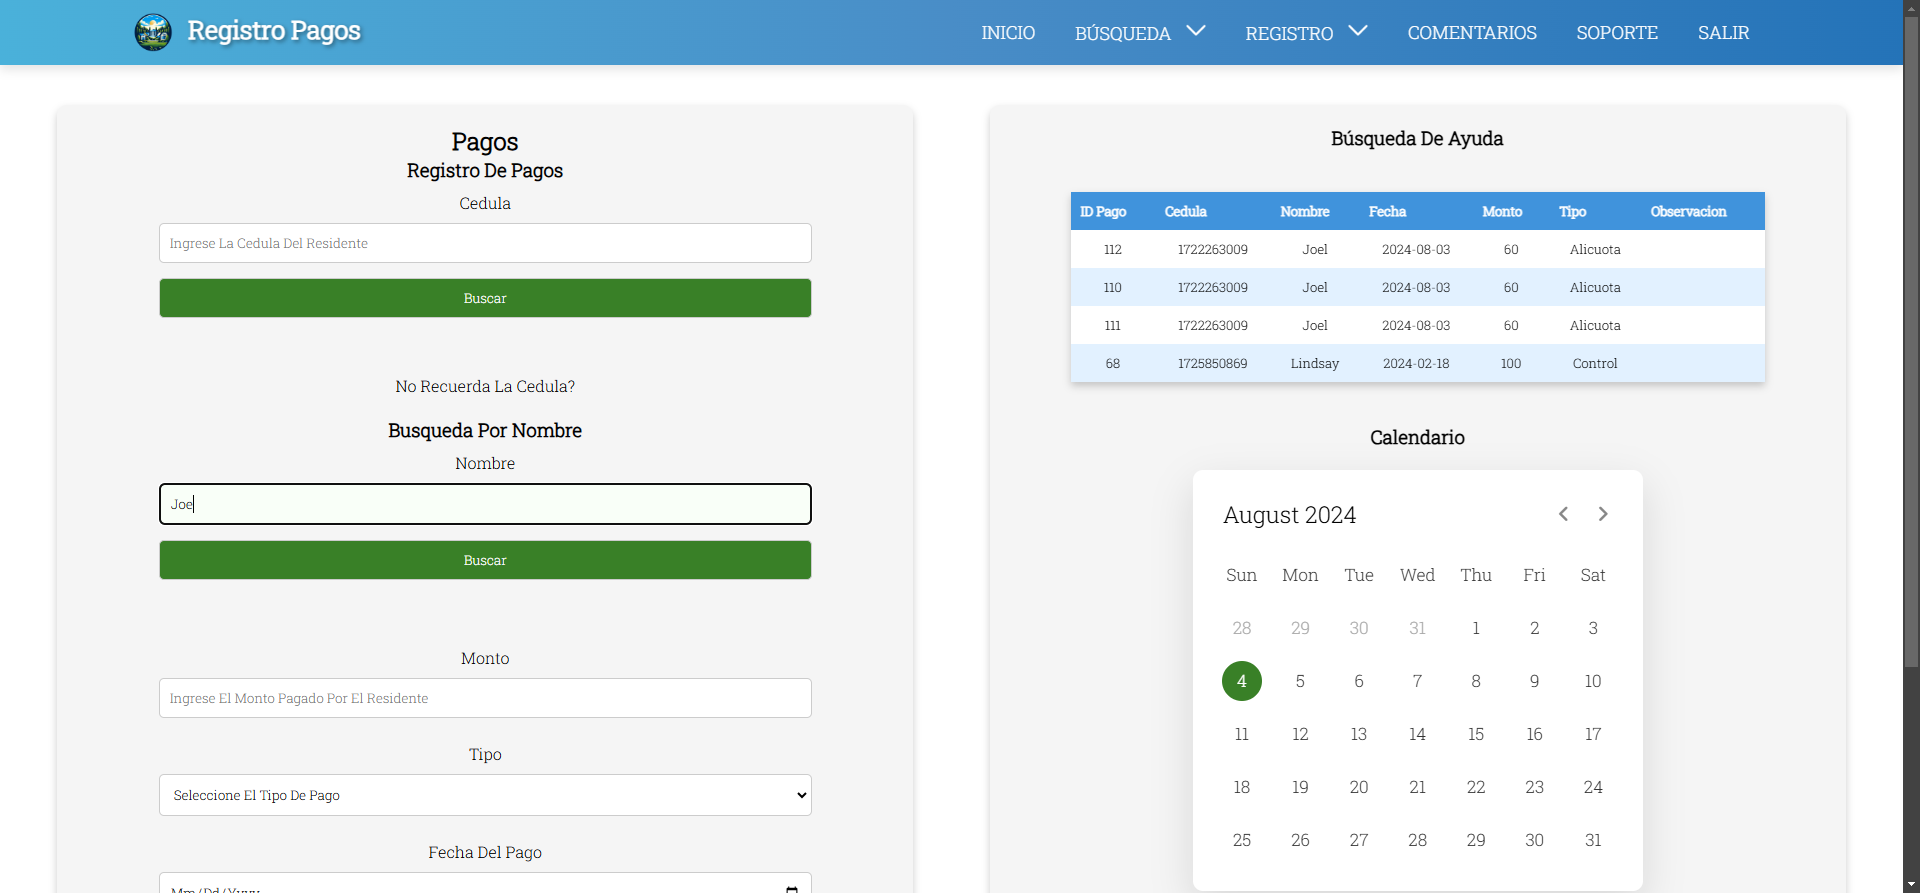 Registro Pagos
INICIO BÚSQUEDA REGISTRO COMENTARIOS SOPORTE SALIR
Pagos
Registro De Pagos
Cedula
Ingrese La Cedula Del Residente
Buscar
No Recuerda La Cedula?
Busqueda Por Nombre
Nombre
Joe
Buscar
Monto
Ingrese El Monto Pagado Por El Residente
Tipo
Seleccione El Tipo De Pago
Fecha Del Pago
Mm/Dd/Yyyy
Búsqueda De Ayuda
ID Pago Cedula Nombre Fecha Monto Tipo Observacion
112 1722263009 Joel 2024-08-03 60 Alicuota
110 1722263009 Joel 2024-08-03 60 Alicuota
111 1722263009 Joel 2024-08-03 60 Alicuota
68 1725850869 Lindsay 2024-02-18 100 Control
Calendario
August 2024
Sun Mon Tue Wed Thu Fri Sat
28 29 30 31 1 2 3
4 5 6 7 8 9 10
11 12 13 14 15 16 17
18 19 20 21 22 23 24
25 26 27 28 29 30 31